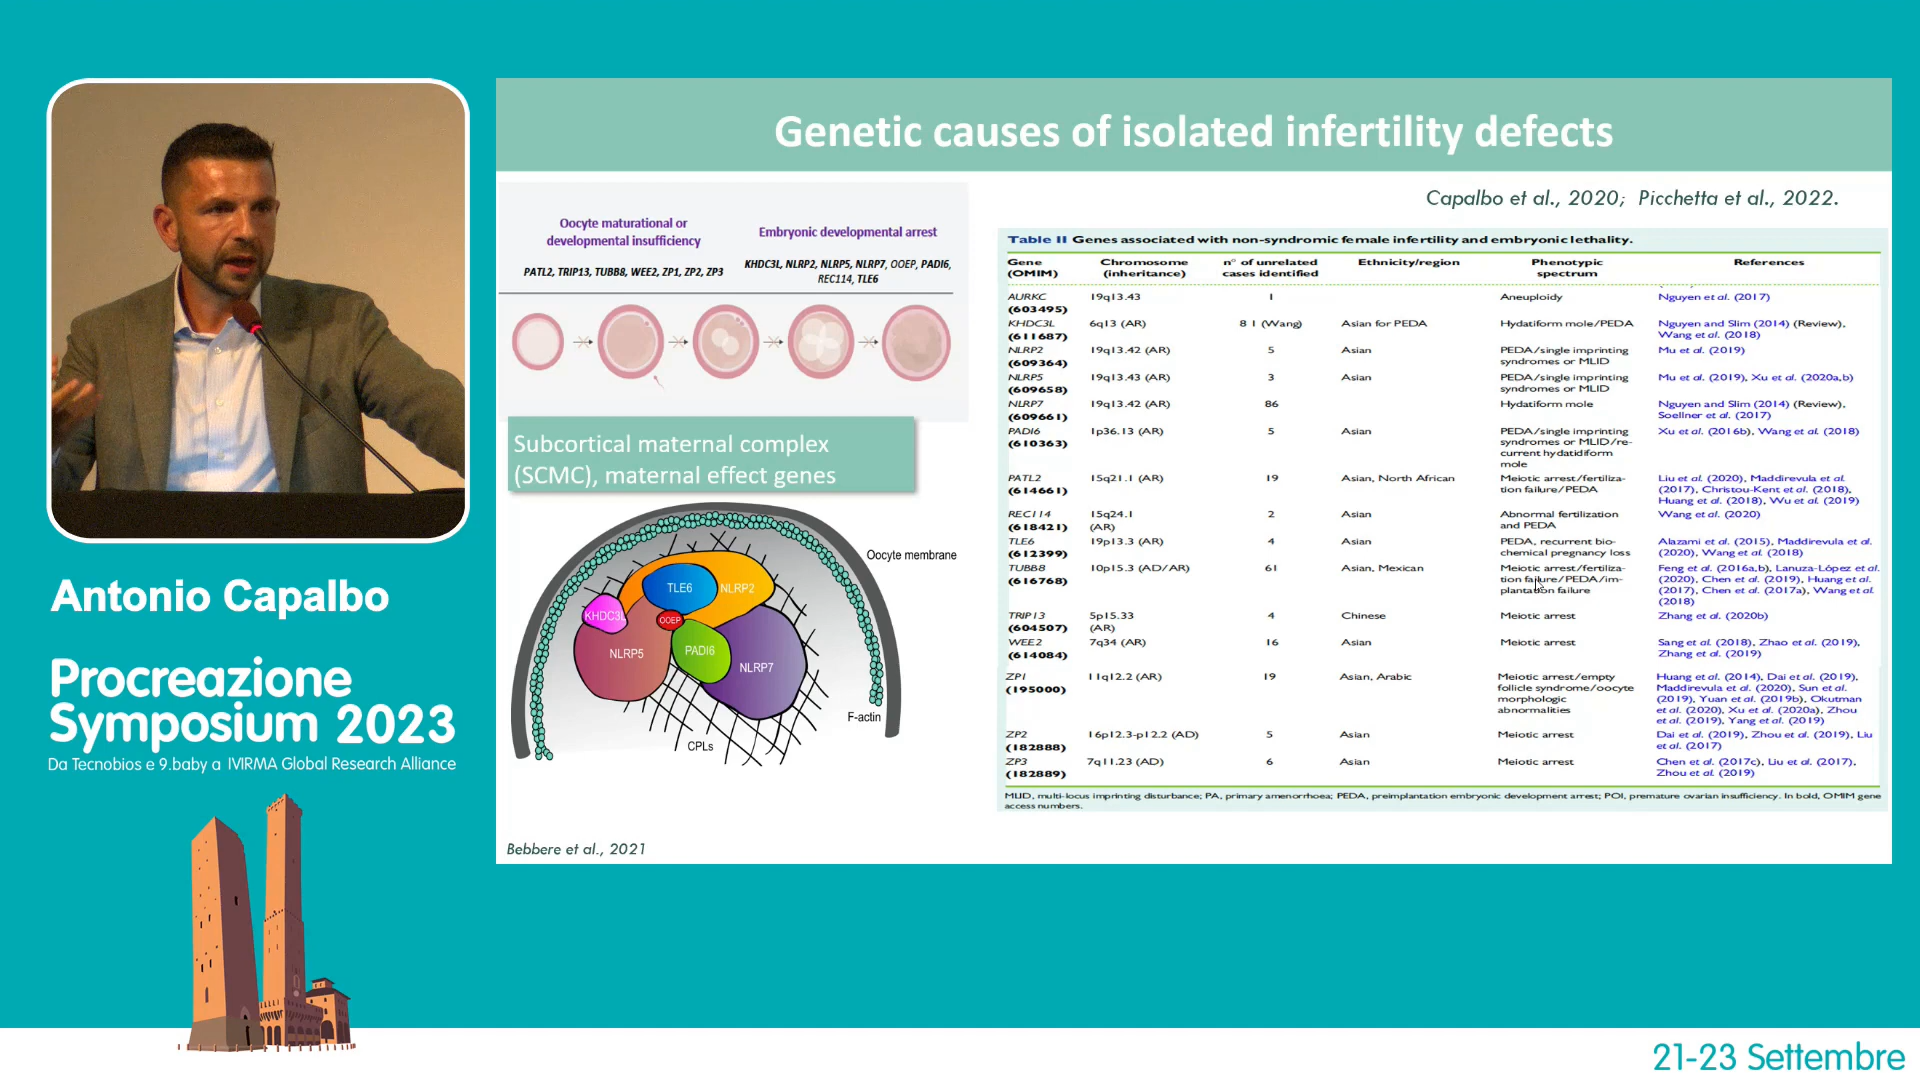 Genetic causes of isolated infertility defects
Capalbo et al., 2020; Picchetta et al., 2022.
Oocyte maturational or
developmental insufficiency
PATL2, TRIP13, TUBB8, WEE2, ZP1, ZP2, ZP3
Embryonic developmental arrest
KHDC3L, NLRP2, NLRP5, NLRP7, OOEP, PADI6,
REC114, TLE6
Subcortical maternal complex
(SCMC), maternal effect genes
Oocyte membrane
TLE6
NLRP2
KHDC3L
OOEP
NLRP5
PADI6
NLRP7
F-actin
CPLs
Bebbere et al., 2021
Table II Genes associated with non-syndromic female infertility and embryonic lethality.
Gene (OMIM) Chromosome (inheritance) n° of unrelated cases identified Ethnicity/region Phenotypic spectrum References
AURKC (603495) 19q13.43 1 Aneuploidy Nguyen et al. (2017)
KHDC3L (611687) 6q13 (AR) 8 1 (Wang) Asian for PEDA Hydatiform mole/PEDA Nguyen and Slim (2014) (Review), Wang et al. (2018)
NLRP2 (609364) 19q13.42 (AR) 5 Asian PEDA/single imprinting syndromes or MLID Mu et al. (2019)
NLRP5 (609658) 19q13.43 (AR) 3 Asian PEDA/single imprinting syndromes or MLID Mu et al. (2019), Xu et al. (2020a,b)
NLRP7 (609661) 19q13.42 (AR) 86 Hydatiform mole Nguyen and Slim (2014) (Review), Soellner et al. (2017)
PADI6 (610363) 1p36.13 (AR) 5 Asian PEDA/single imprinting syndromes or MLID/re-current hydatidiform mole Xu et al. (2016b), Wang et al. (2018)
PATL2 (614661) 15q21.1 (AR) 19 Asian, North African Meiotic arrest/fertiliza-tion failure/PEDA Liu et al. (2020), Maddirevula et al. (2017), Christou-Kent et al. (2018), Huang et al. (2018), Wu et al. (2019)
REC114 (618421) 15q24.1 (AR) 2 Asian Abnormal fertilization and PEDA Wang et al. (2020)
TLE6 (612399) 19p13.3 (AR) 4 Asian PEDA, recurrent bio-chemical pregnancy loss Alazami et al. (2015), Maddirevula et al. (2020), Wang et al. (2018)
TUBB8 (616768) 10p15.3 (AD/AR) 61 Asian, Mexican Meiotic arrest/fertiliza-tion failure/PEDA/im-plantation failure Feng et al. (2016a,b), Lanuza-López et al. (2020), Chen et al. (2019), Huang et al. (2017), Chen et al. (2017a), Wang et al. (2018)
TRIP13 (604507) 5p15.33 (AR) 4 Chinese Meiotic arrest Zhang et al. (2020b)
WEE2 (614084) 7q34 (AR) 16 Asian Meiotic arrest Sang et al. (2018), Zhao et al. (2019), Zhang et al. (2019)
ZP1 (195000) 11q12.2 (AR) 19 Asian, Arabic Meiotic arrest/empty follicle syndrome/oocyte morphologic abnormalities Huang et al. (2014), Dai et al. (2019), Maddirevula et al. (2020), Sun et al. (2019), Yuan et al. (2019b), Okutman et al. (2020), Xu et al. (2020a), Zhou et al. (2019), Yang et al. (2019)
ZP2 (182888) 16p12.3-p12.2 (AD) 5 Asian Meiotic arrest Dai et al. (2019), Zhou et al. (2019), Liu et al. (2017)
ZP3 (182889) 7q11.23 (AD) 6 Asian Meiotic arrest Chen et al. (2017c), Liu et al. (2017), Zhou et al. (2019)
MLID, multi-locus imprinting disturbance; PA, primary amenorrhoea; PEDA, preimplantation embryonic development arrest; POI, premature ovarian insufficiency. In bold, OMIM gene
access numbers.
Antonio Capalbo
Procreazione
Symposium 2023
Da Tecnobios e 9.baby a IVIRMA Global Research Alliance
21-23 Settembre